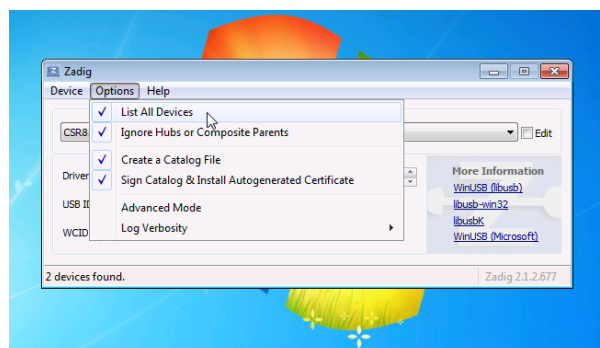 Zadig
Device Options Help
List All Devices
CSR8
Ignore Hubs or Composite Parents
Edit
Create a Catalog File
Driver
Sign Catalog & Install Autogenerated Certificate
More Information
WinUSB (libusb)
USB ID
Advanced Mode
libusb-win32
Log Verbosity
libusbK
WCID
WinUSB (Microsoft)
2 devices found.
Zadig 2.1.2.677